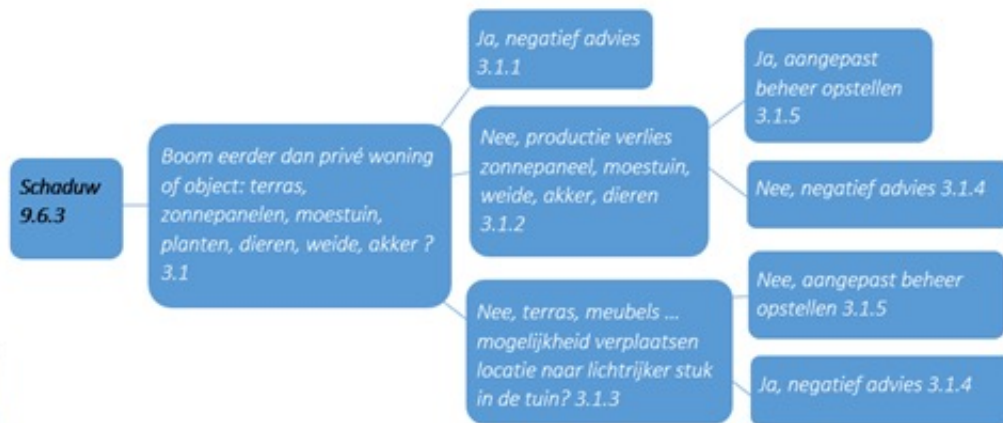 Schaduw
9.6.3
Boom eerder dan privé woning
of object: terras,
zonnepanelen, moestuin,
planten, dieren, weide, akker ?
3.1
Ja, negatief advies
3.1.1
Nee, productie verlies
zonnepaneel, moestuin,
weide, akker, dieren
3.1.2
Ja, aangepast
beheer opstellen
3.1.5
Nee, negatief advies 3.1.4
Nee, terras, meubels ...
mogelijkheid verplaatsen
locatie naar lichtrijker stuk
in de tuin? 3.1.3
Nee, aangepast beheer
opstellen 3.1.5
Ja, negatief advies 3.1.4